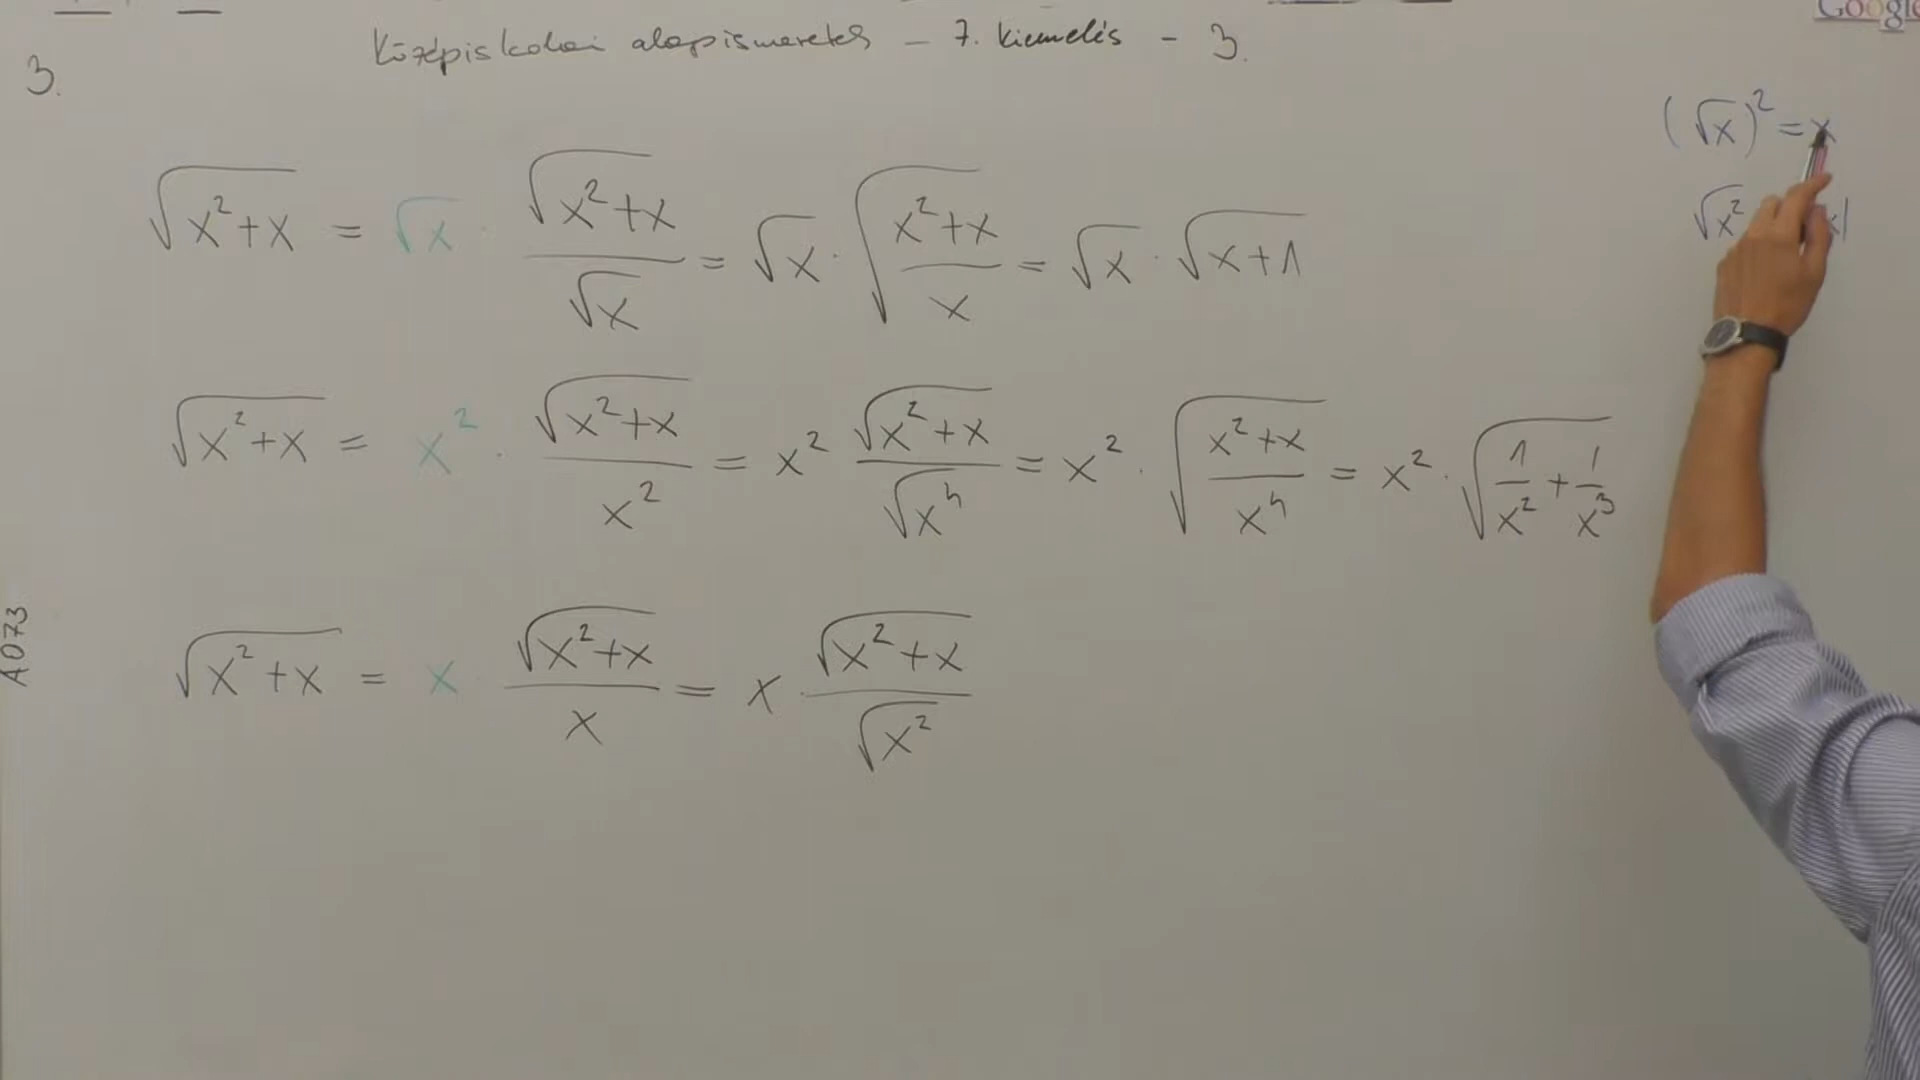 Középiskolai alapismeretek – 7. kiemelés – 3.
Google
3.
(√x)² = x
√x² x|
√(x²+x) = √x · √(x²+x)/√x = √x · √((x²+x)/x) = √x · √(x+1)
√(x²+x) = x² · √(x²+x)/x² = x² √(x²+x)/√x⁴ = x² · √((x²+x)/x⁴) = x² · √(1/x² + 1/x³)
√(x²+x) = x · √(x²+x)/x = x · √(x²+x)/√x²
A073